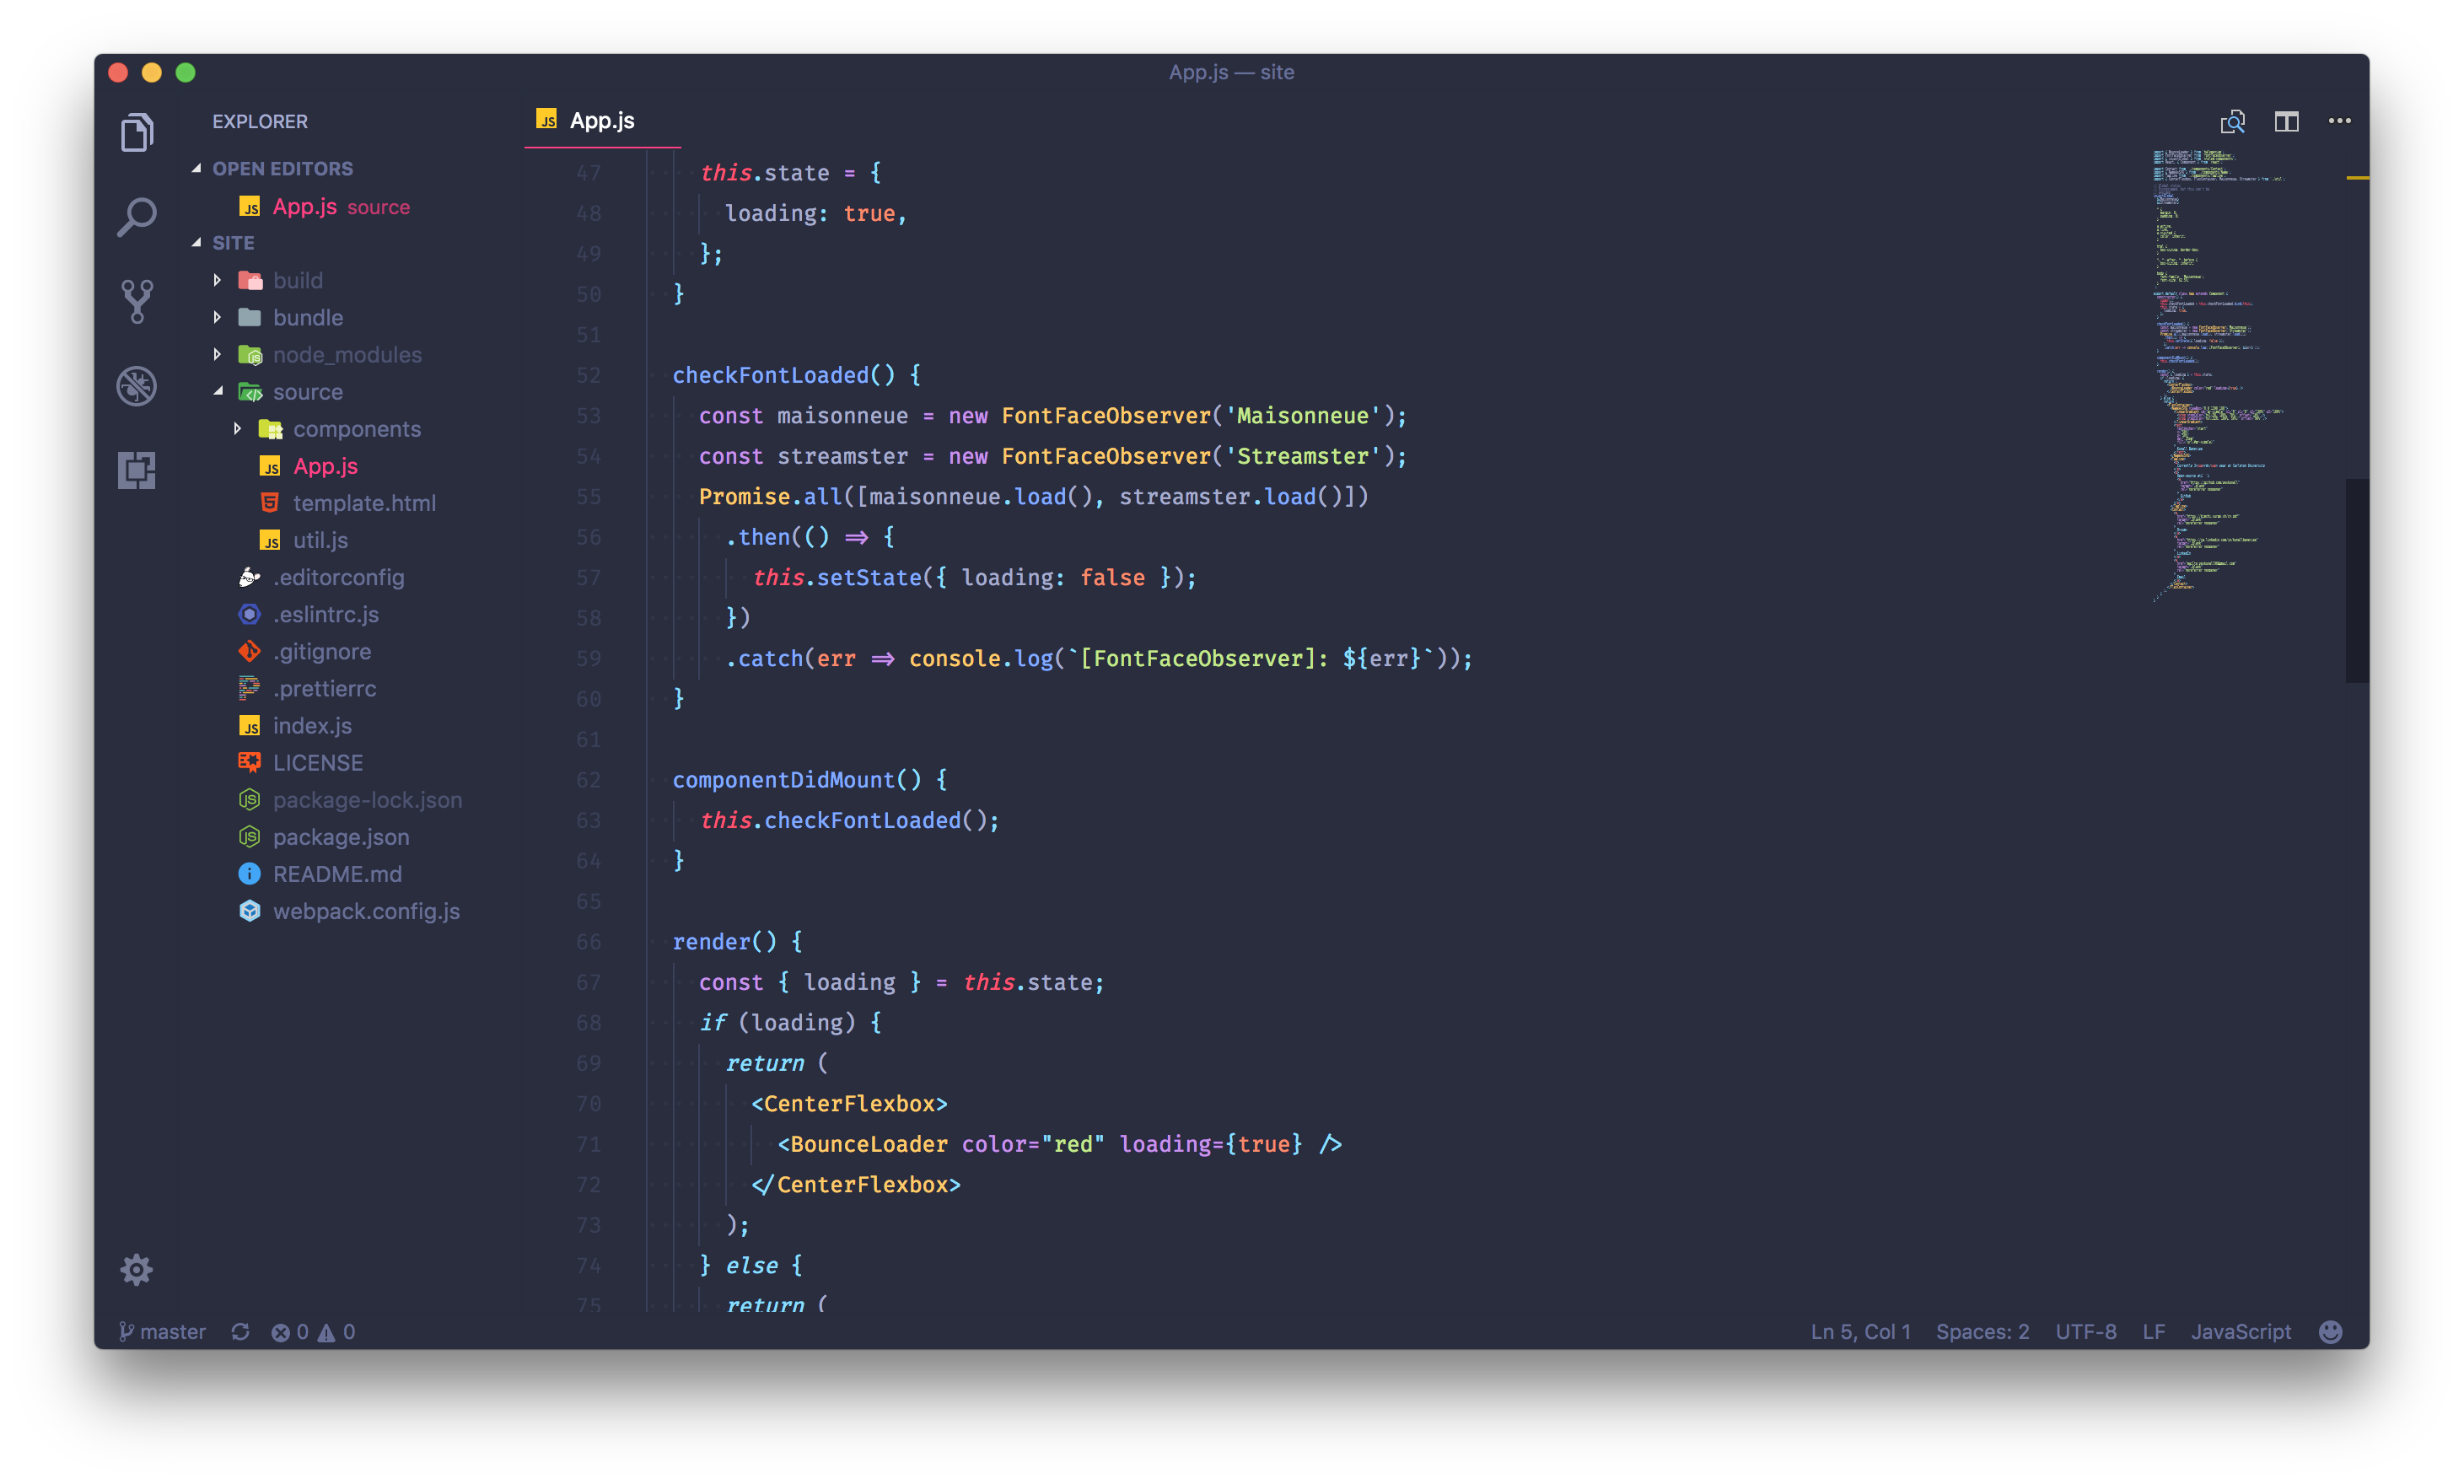 App.js — site
EXPLORER
OPEN EDITORS
App.js source
SITE
build
bundle
node_modules
source
components
App.js
template.html
util.js
.editorconfig
.eslintrc.js
.gitignore
.prettierrc
index.js
LICENSE
package-lock.json
package.json
README.md
webpack.config.js
App.js
47 this.state = {
48 loading: true,
49 };
50 }
51
52 checkFontLoaded() {
53 const maisonneue = new FontFaceObserver('Maisonneue');
54 const streamster = new FontFaceObserver('Streamster');
55 Promise.all([maisonneue.load(), streamster.load()])
56 .then(() => {
57 this.setState({ loading: false });
58 })
59 .catch(err => console.log(`[FontFaceObserver]: ${err}`));
60 }
61
62 componentDidMount() {
63 this.checkFontLoaded();
64 }
65
66 render() {
67 const { loading } = this.state;
68 if (loading) {
69 return (
70 <CenterFlexbox>
71 <BounceLoader color="red" loading={true} />
72 </CenterFlexbox>
73 );
74 } else {
75 return (
master 0 0
Ln 5, Col 1 Spaces: 2 UTF-8 LF JavaScript